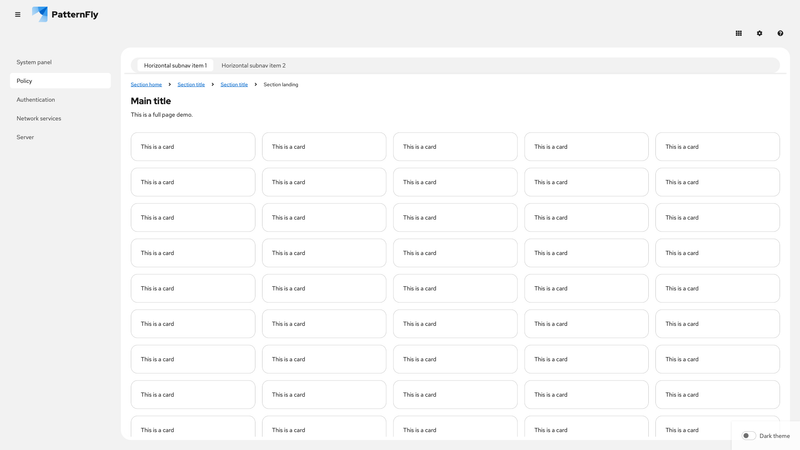 PatternFly
System panel
Policy
Authentication
Network services
Server
Horizontal subnav item 1 Horizontal subnav item 2
Section home Section title Section title Section landing
Main title
This is a full page demo.
This is a card This is a card This is a card This is a card This is a card
This is a card This is a card This is a card This is a card This is a card
This is a card This is a card This is a card This is a card This is a card
This is a card This is a card This is a card This is a card This is a card
This is a card This is a card This is a card This is a card This is a card
This is a card This is a card This is a card This is a card This is a card
This is a card This is a card This is a card This is a card This is a card
This is a card This is a card This is a card This is a card This is a card
This is a card This is a card This is a card This is a card This is a card
Dark theme